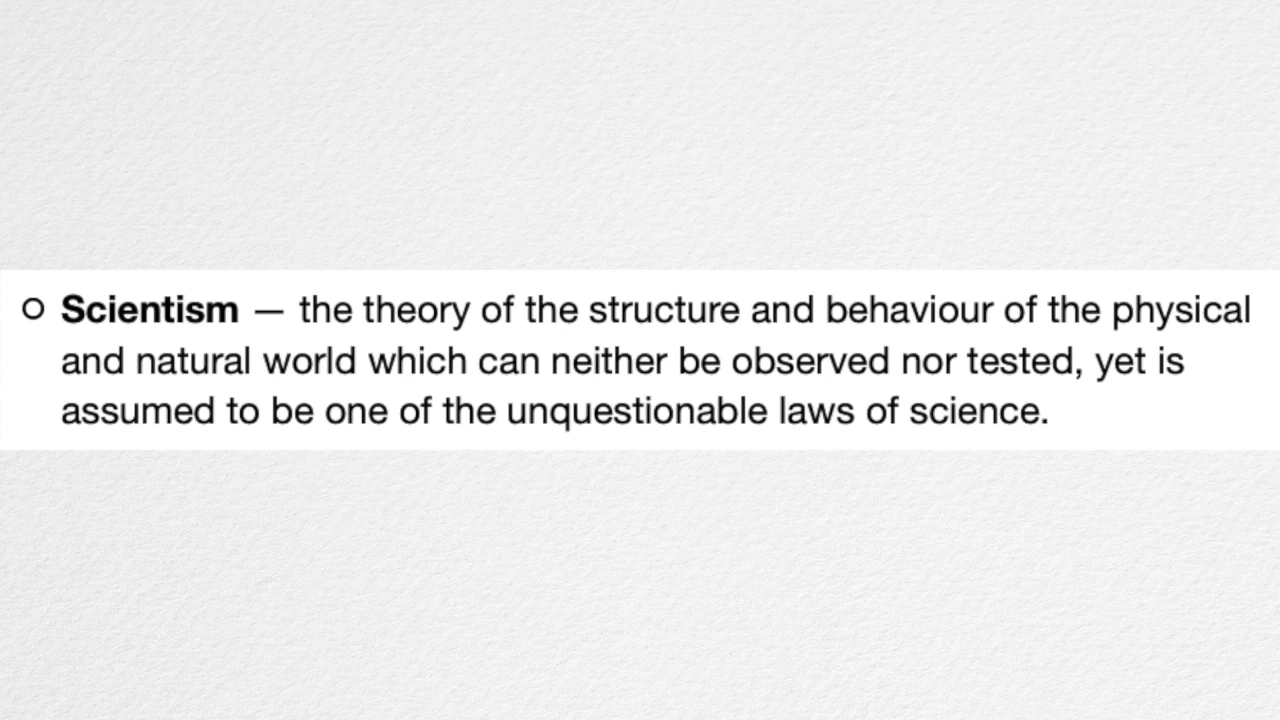 ○ Scientism — the theory of the structure and behaviour of the physical
and natural world which can neither be observed nor tested, yet is
assumed to be one of the unquestionable laws of science.